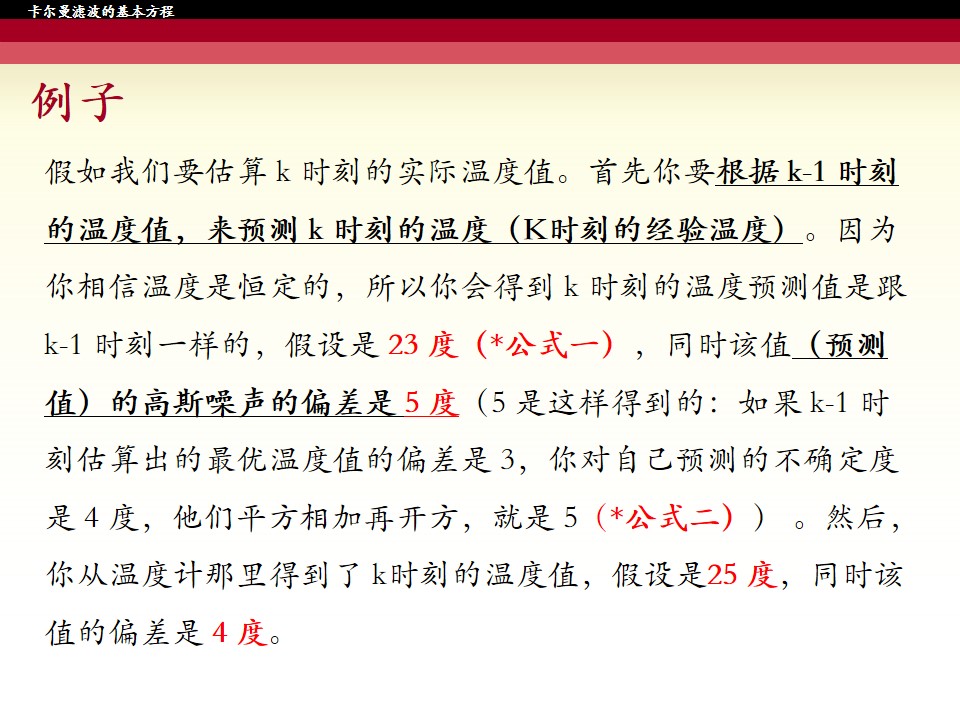 卡尔曼滤波的基本方程
例子
假如我们要估算 k 时刻的实际温度值。首先你要根据 k-1 时刻
的温度值，来预测 k 时刻的温度（K时刻的经验温度）。因为
你相信温度是恒定的，所以你会得到 k 时刻的温度预测值是跟
k-1 时刻一样的，假设是 23 度（*公式一），同时该值（预测
值）的高斯噪声的偏差是 5 度（5 是这样得到的：如果 k-1 时
刻估算出的最优温度值的偏差是 3，你对自己预测的不确定度
是 4 度，他们平方相加再开方，就是 5（*公式二）） 。然后，
你从温度计那里得到了 k时刻的温度值，假设是25 度，同时该
值的偏差是 4 度。